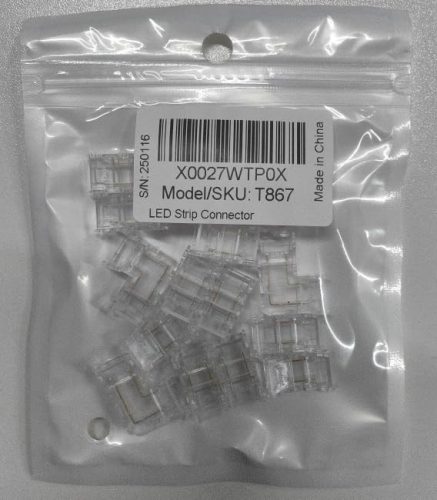 S/N: 250116
X0027WTP0X
Model/SKU: T867
LED Strip Connector
Made in China